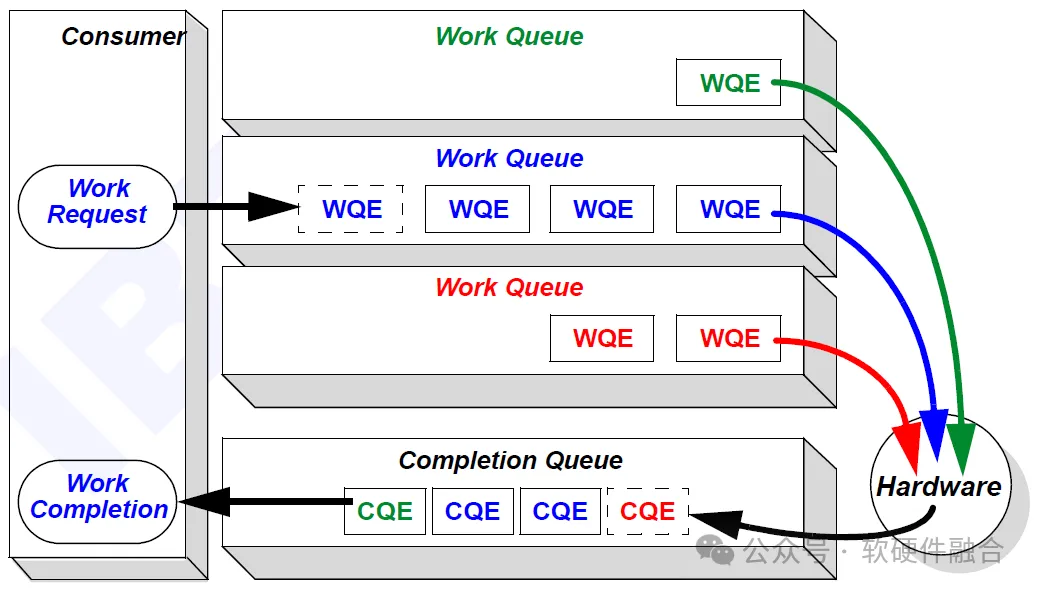 Consumer
Work Queue
WQE
Work Queue
Work
Request
WQE WQE WQE WQE
Work Queue
WQE WQE
Completion Queue
Work
Completion
CQE CQE CQE CQE
Hardware
公众号 · 软硬件融合